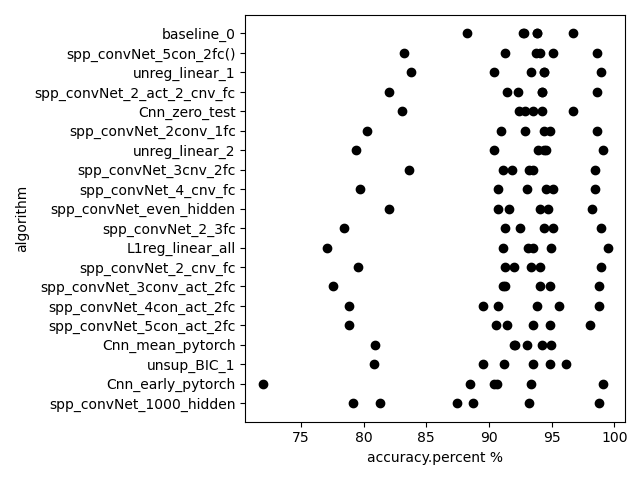 baseline_0
spp_convNet_5con_2fc()
unreg_linear_1
spp_convNet_2_act_2_cnv_fc
Cnn_zero_test
spp_convNet_2conv_1fc
unreg_linear_2
spp_convNet_3cnv_2fc
spp_convNet_4_cnv_fc
spp_convNet_even_hidden
spp_convNet_2_3fc
L1reg_linear_all
spp_convNet_2_cnv_fc
spp_convNet_3conv_act_2fc
spp_convNet_4con_act_2fc
spp_convNet_5con_act_2fc
Cnn_mean_pytorch
unsup_BIC_1
Cnn_early_pytorch
spp_convNet_1000_hidden
algorithm
75 80 85 90 95 100
accuracy.percent %